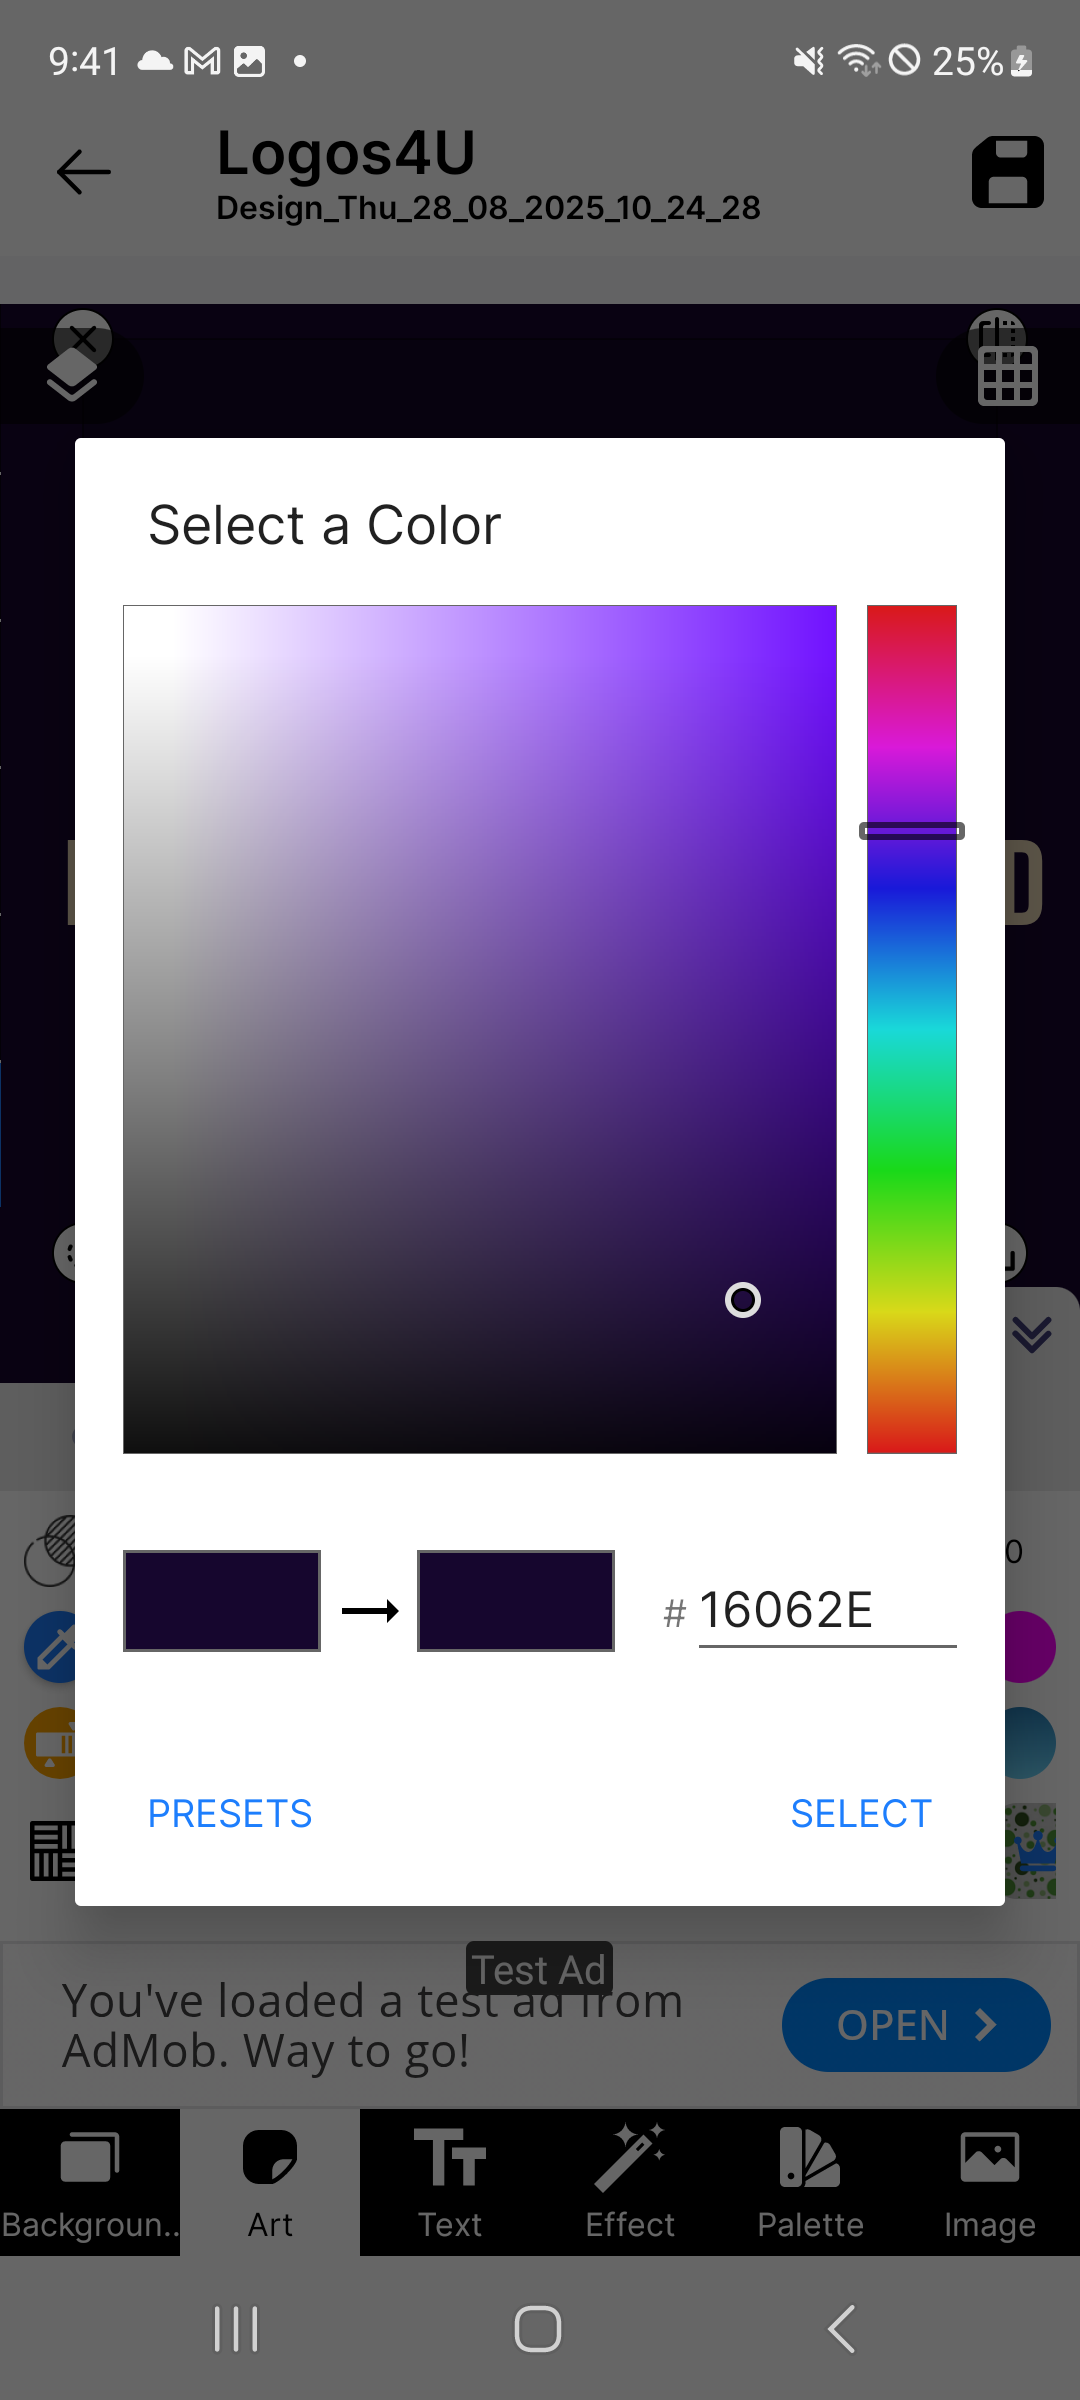 9:41
25%
Logos4U
Design_Thu_28_08_2025_10_24_28
D
Select a Color
# 16062E
0
PRESETS
SELECT
Test Ad
You've loaded a test ad from
AdMob. Way to go!
OPEN
Backgroun..
Art
Text
Effect
Palette
Image